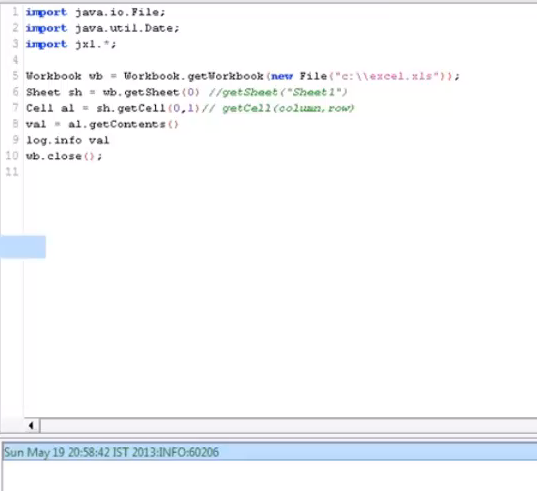 1 import java.io.File;
2 import java.util.Date;
3 import jxl.*;
4
5 Workbook wb = Workbook.getWorkbook(new File("c:\\excel.xls"));
6 Sheet sh = wb.getSheet(0) //getSheet("Sheet1")
7 Cell al = sh.getCell(0,1)// getCell(column,row)
8 val = al.getContents()
9 log.info val
10 wb.close();
11
Sun May 19 20:58:42 IST 2013:INFO:60206